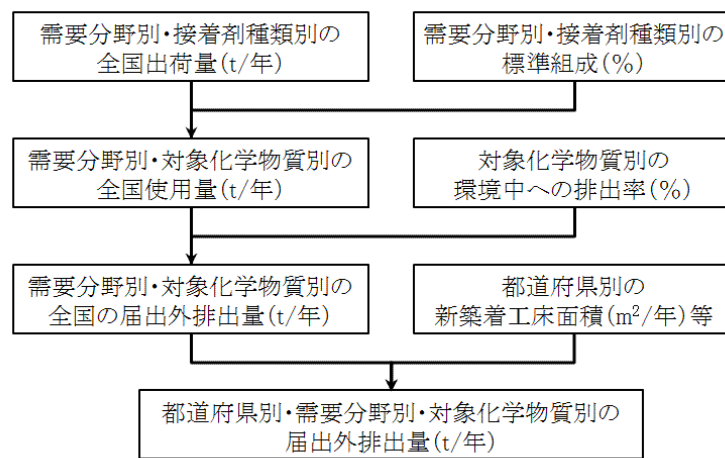 需要分野別・接着剤種類別の
全国出荷量(t/年)
需要分野別・接着剤種類別の
標準組成(%)
需要分野別・対象化学物質別の
全国使用量(t/年)
対象化学物質別の
環境中への排出率(%)
需要分野別・対象化学物質別の
全国の届出外排出量(t/年)
都道府県別の
新築着工床面積(m²/年)等
都道府県別・需要分野別・対象化学物質別の
届出外排出量(t/年)